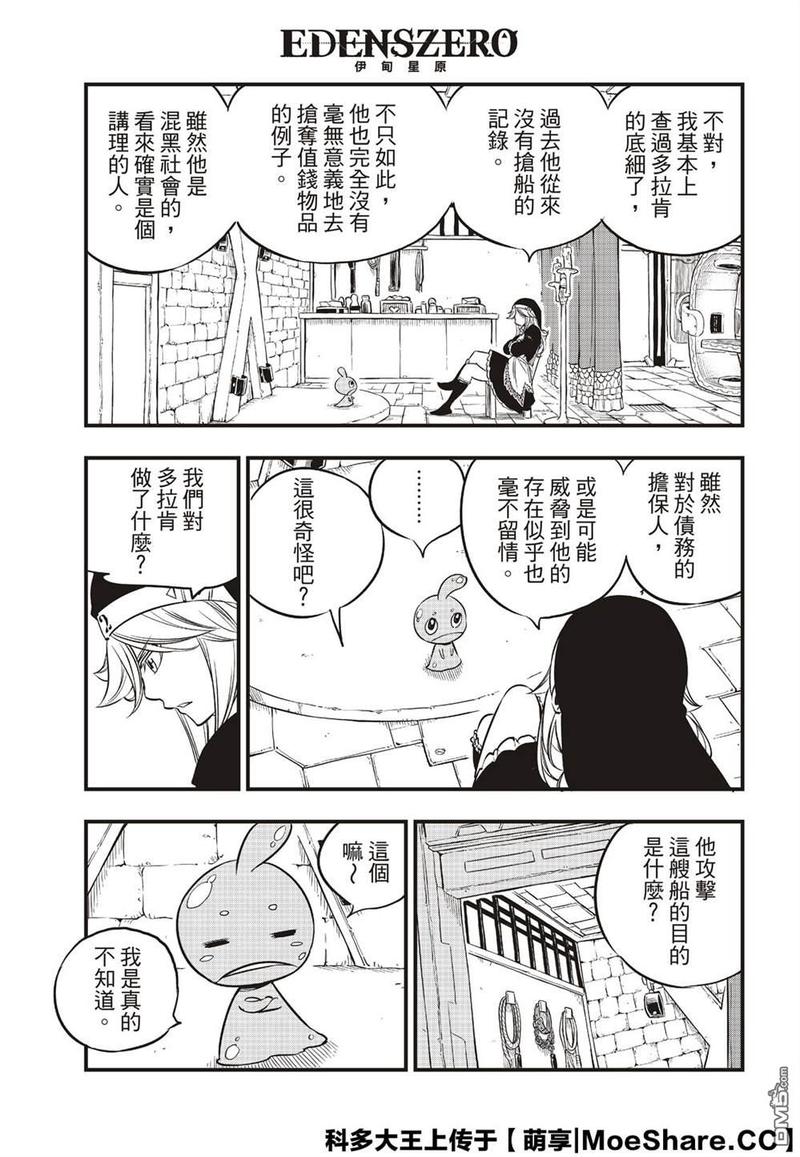 EDENSZERO
伊甸星原
不對，
我基本上
查過多拉肯
的底細了，
過去他從來
沒有搶船的
記錄。
不只如此，
他也完全沒有
毫無意義地去
搶奪值錢物品
的例子。
雖然他是
混黑社會的，
看來確實是個
講理的人。
雖然
對於債務的
擔保人，
或是可能
威脅到他的
存在似乎也
毫不留情。
………
這很奇怪吧？
我們對
多拉肯
做了什麼？
他攻擊
這艘船的目的
是什麼？
這個
嘛～
我是真的
不知道。
科多大王上传于【萌享|MoeShare.CC】
DM5.com